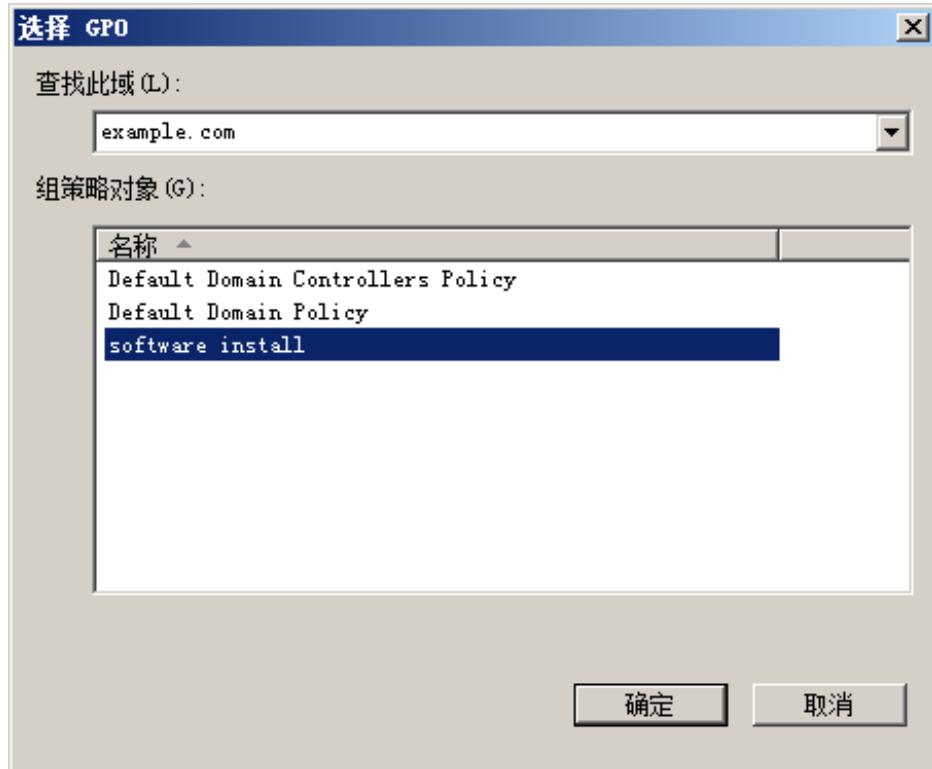 选择 GPO
查找此域(L):
example.com
组策略对象(G):
名称
Default Domain Controllers Policy
Default Domain Policy
software install
确定 取消